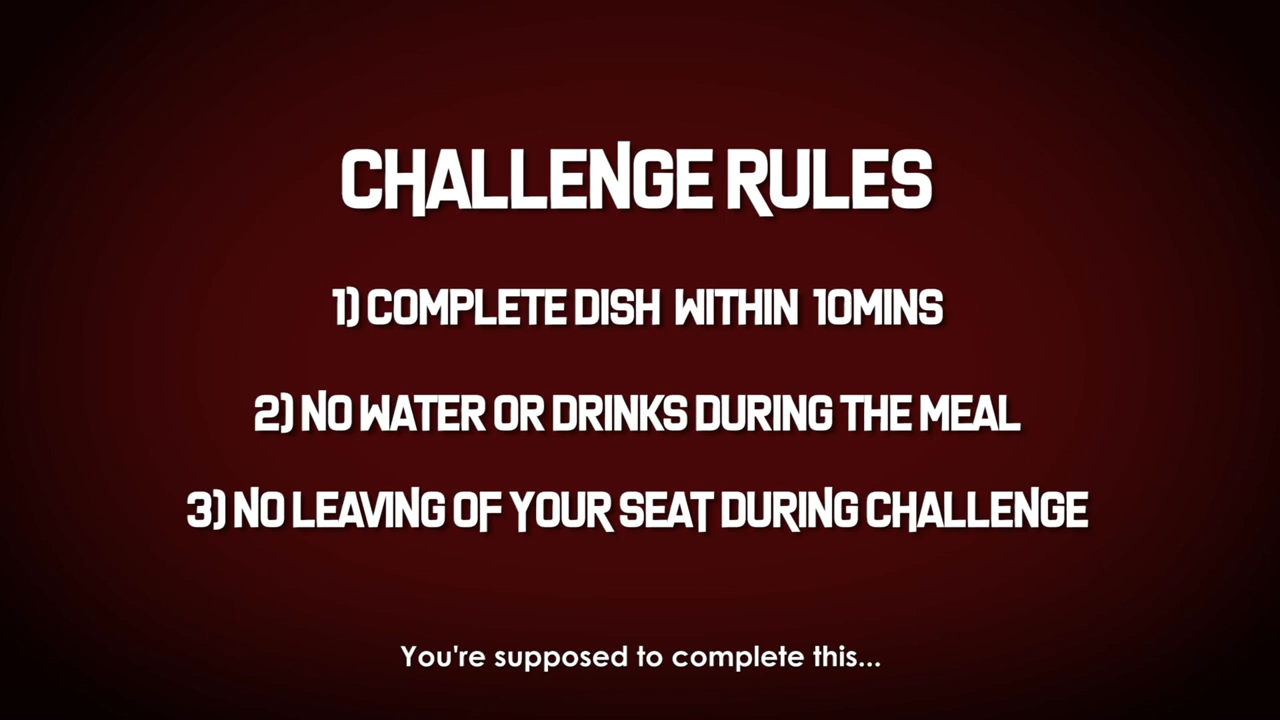 CHALLENGE RULES
1) COMPLETE DISH WITHIN 10MINS
2) NO WATER OR DRINKS DURING THE MEAL
3) NO LEAVING OF YOUR SEAT DURING CHALLENGE
You're supposed to complete this...